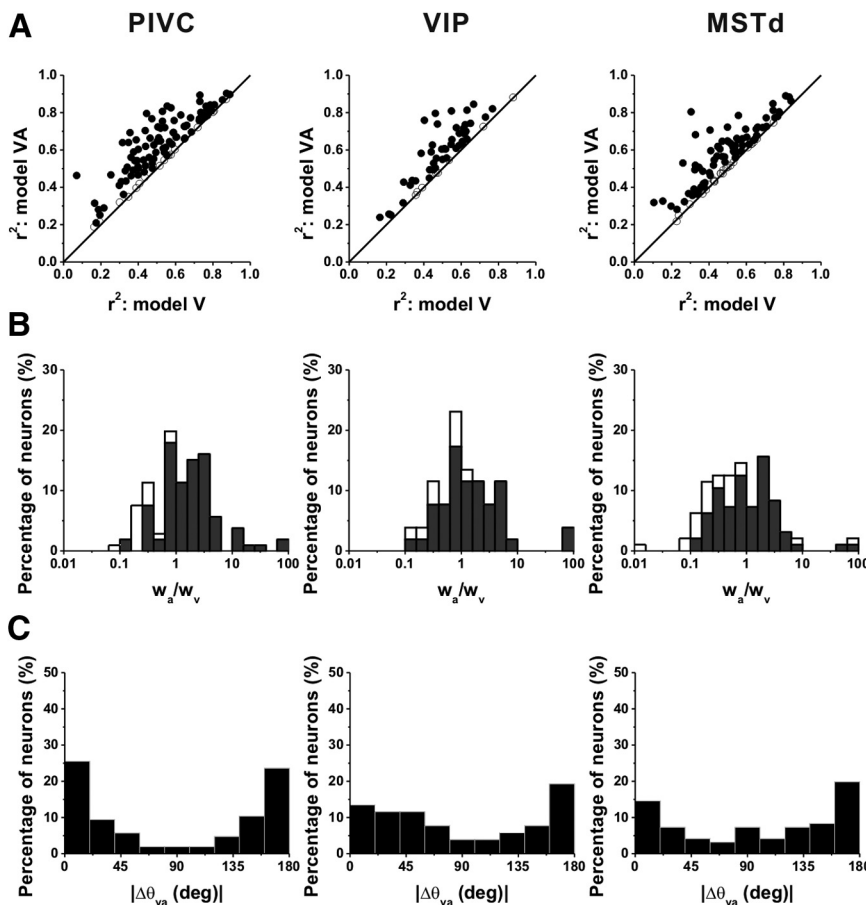 A
PIVC VIP MSTd
r²: model VA r²: model VA r²: model VA
1.0 1.0 1.0
0.8 0.8 0.8
0.6 0.6 0.6
0.4 0.4 0.4
0.2 0.2 0.2
0.0 0.0 0.0
0.0 0.2 0.4 0.6 0.8 1.0 0.0 0.2 0.4 0.6 0.8 1.0 0.0 0.2 0.4 0.6 0.8 1.0
r²: model V r²: model V r²: model V
B
Percentage of neurons (%) Percentage of neurons (%) Percentage of neurons (%)
30 30 30
20 20 20
10 10 10
0 0 0
0.01 0.1 1 10 100 0.01 0.1 1 10 100 0.01 0.1 1 10 100
wₐ/wᵥ wₐ/wᵥ wₐ/wᵥ
C
Percentage of neurons (%) Percentage of neurons (%) Percentage of neurons (%)
50 50 50
40 40 40
30 30 30
20 20 20
10 10 10
0 0 0
0 45 90 135 180 0 45 90 135 180 0 45 90 135 180
|Δθᵥₐ (deg)| |Δθᵥₐ (deg)| |Δθᵥₐ (deg)|